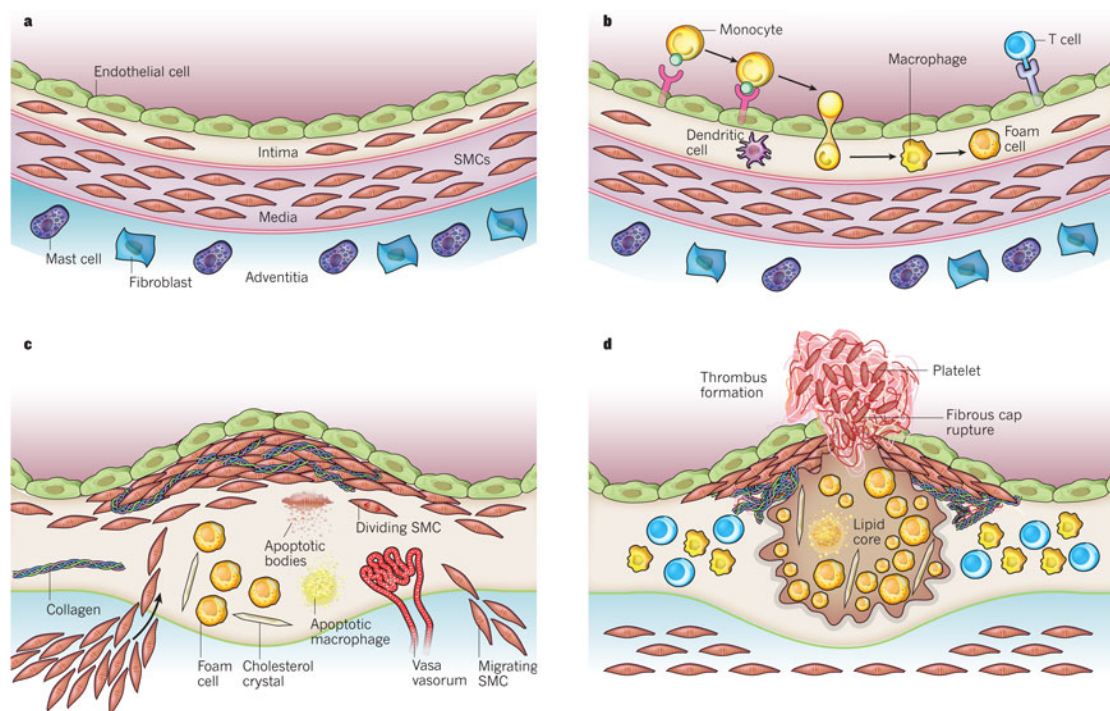 a
Endothelial cell
Intima
SMCs
Media
Mast cell
Fibroblast
Adventitia
b
Monocyte
T cell
Macrophage
Dendritic
cell
Foam
cell
c
Apoptotic
bodies
Dividing SMC
Collagen
Apoptotic
macrophage
Foam
cell
Cholesterol
crystal
Vasa
vasorum
Migrating
SMC
d
Thrombus
formation
Platelet
Fibrous cap
rupture
Lipid
core